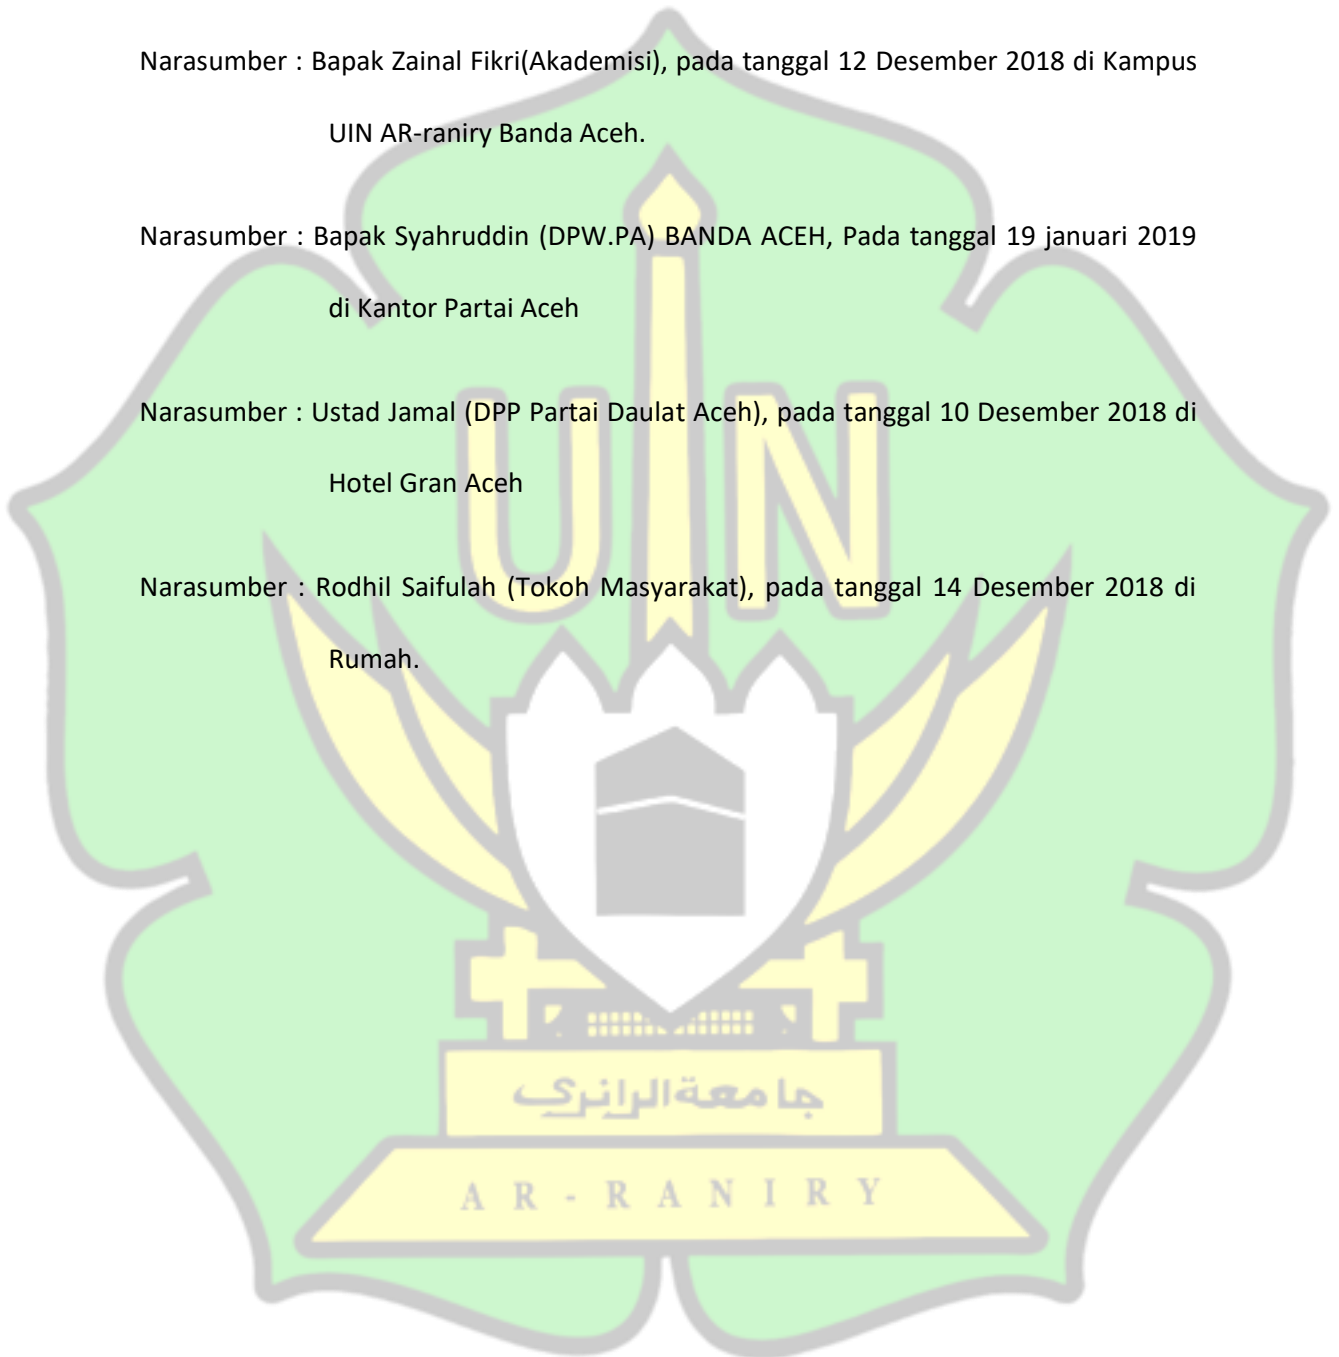 Narasumber : Bapak Zainal Fikri(Akademisi), pada tanggal 12 Desember 2018 di Kampus
UIN AR-raniry Banda Aceh.
Narasumber : Bapak Syahruddin (DPW.PA) BANDA ACEH, Pada tanggal 19 januari 2019
di Kantor Partai Aceh
Narasumber : Ustad Jamal (DPP Partai Daulat Aceh), pada tanggal 10 Desember 2018 di
Hotel Gran Aceh
Narasumber : Rodhil Saifulah (Tokoh Masyarakat), pada tanggal 14 Desember 2018 di
Rumah.
UIN
جامعة الرانري
AR-RANIRY